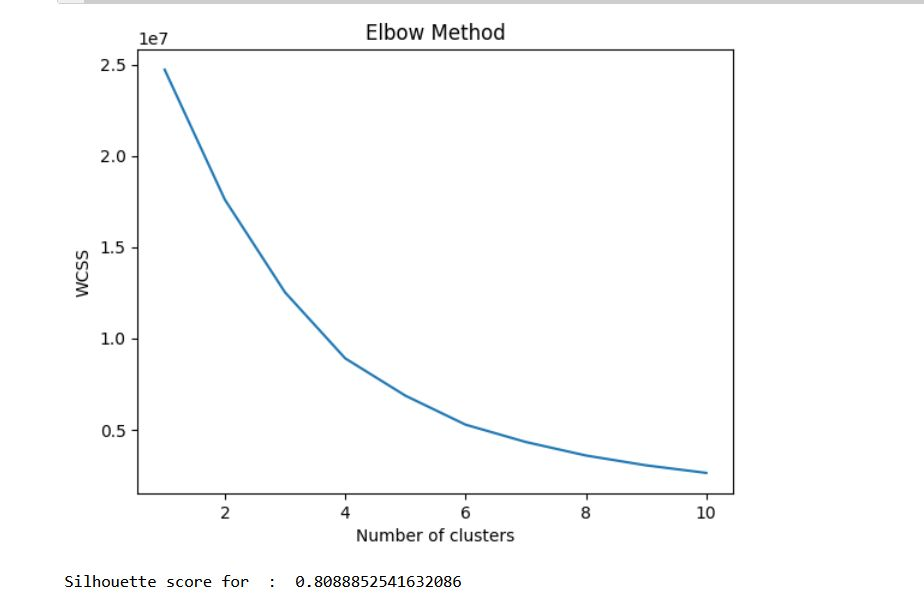 Elbow Method
1e7
2.5
2.0
1.5
1.0
0.5
WCSS
2 4 6 8 10
Number of clusters
Silhouette score for : 0.8088852541632086